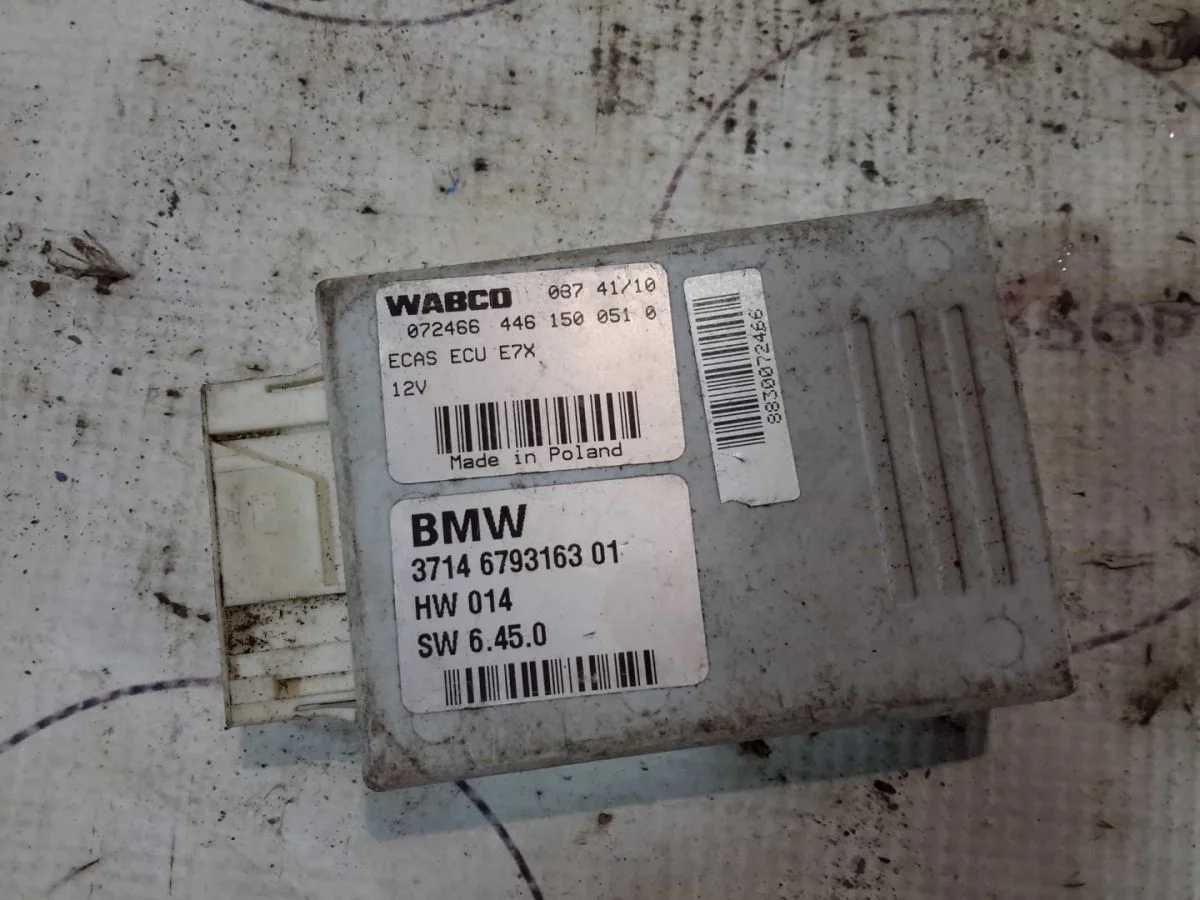 WABCO 087 41/10
072466 446 150 051 0
ECAS ECU E7X
12V
Made in Poland
88300072466
BMW
3714 6793163 01
HW 014
SW 6.45.0